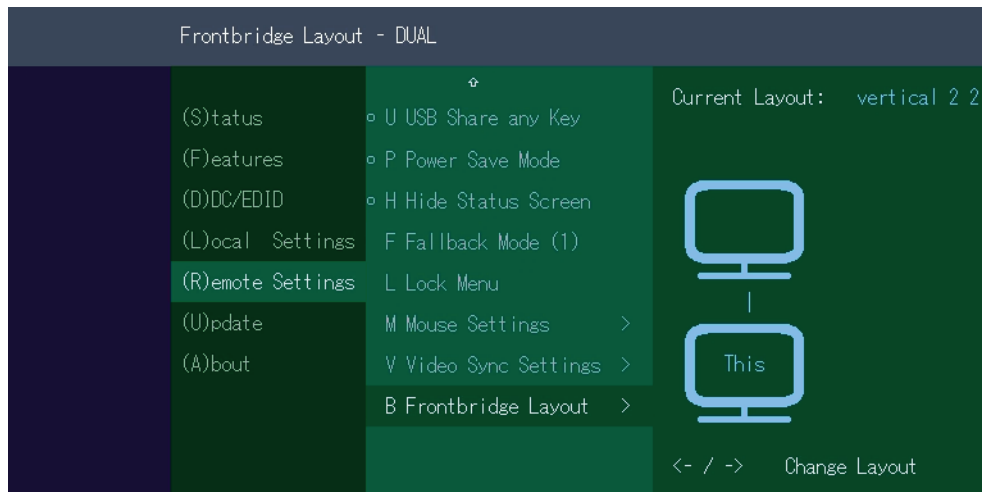 Frontbridge Layout - DUAL
(S)tatus
(F)eatures
(D)DC/EDID
(L)ocal Settings
(R)emote Settings
(U)pdate
(A)bout
U USB Share any Key
P Power Save Mode
H Hide Status Screen
F Fallback Mode (1)
L Lock Menu
M Mouse Settings >
V Video Sync Settings >
B Frontbridge Layout >
Current Layout: vertical 2 2
This
<- / -> Change Layout